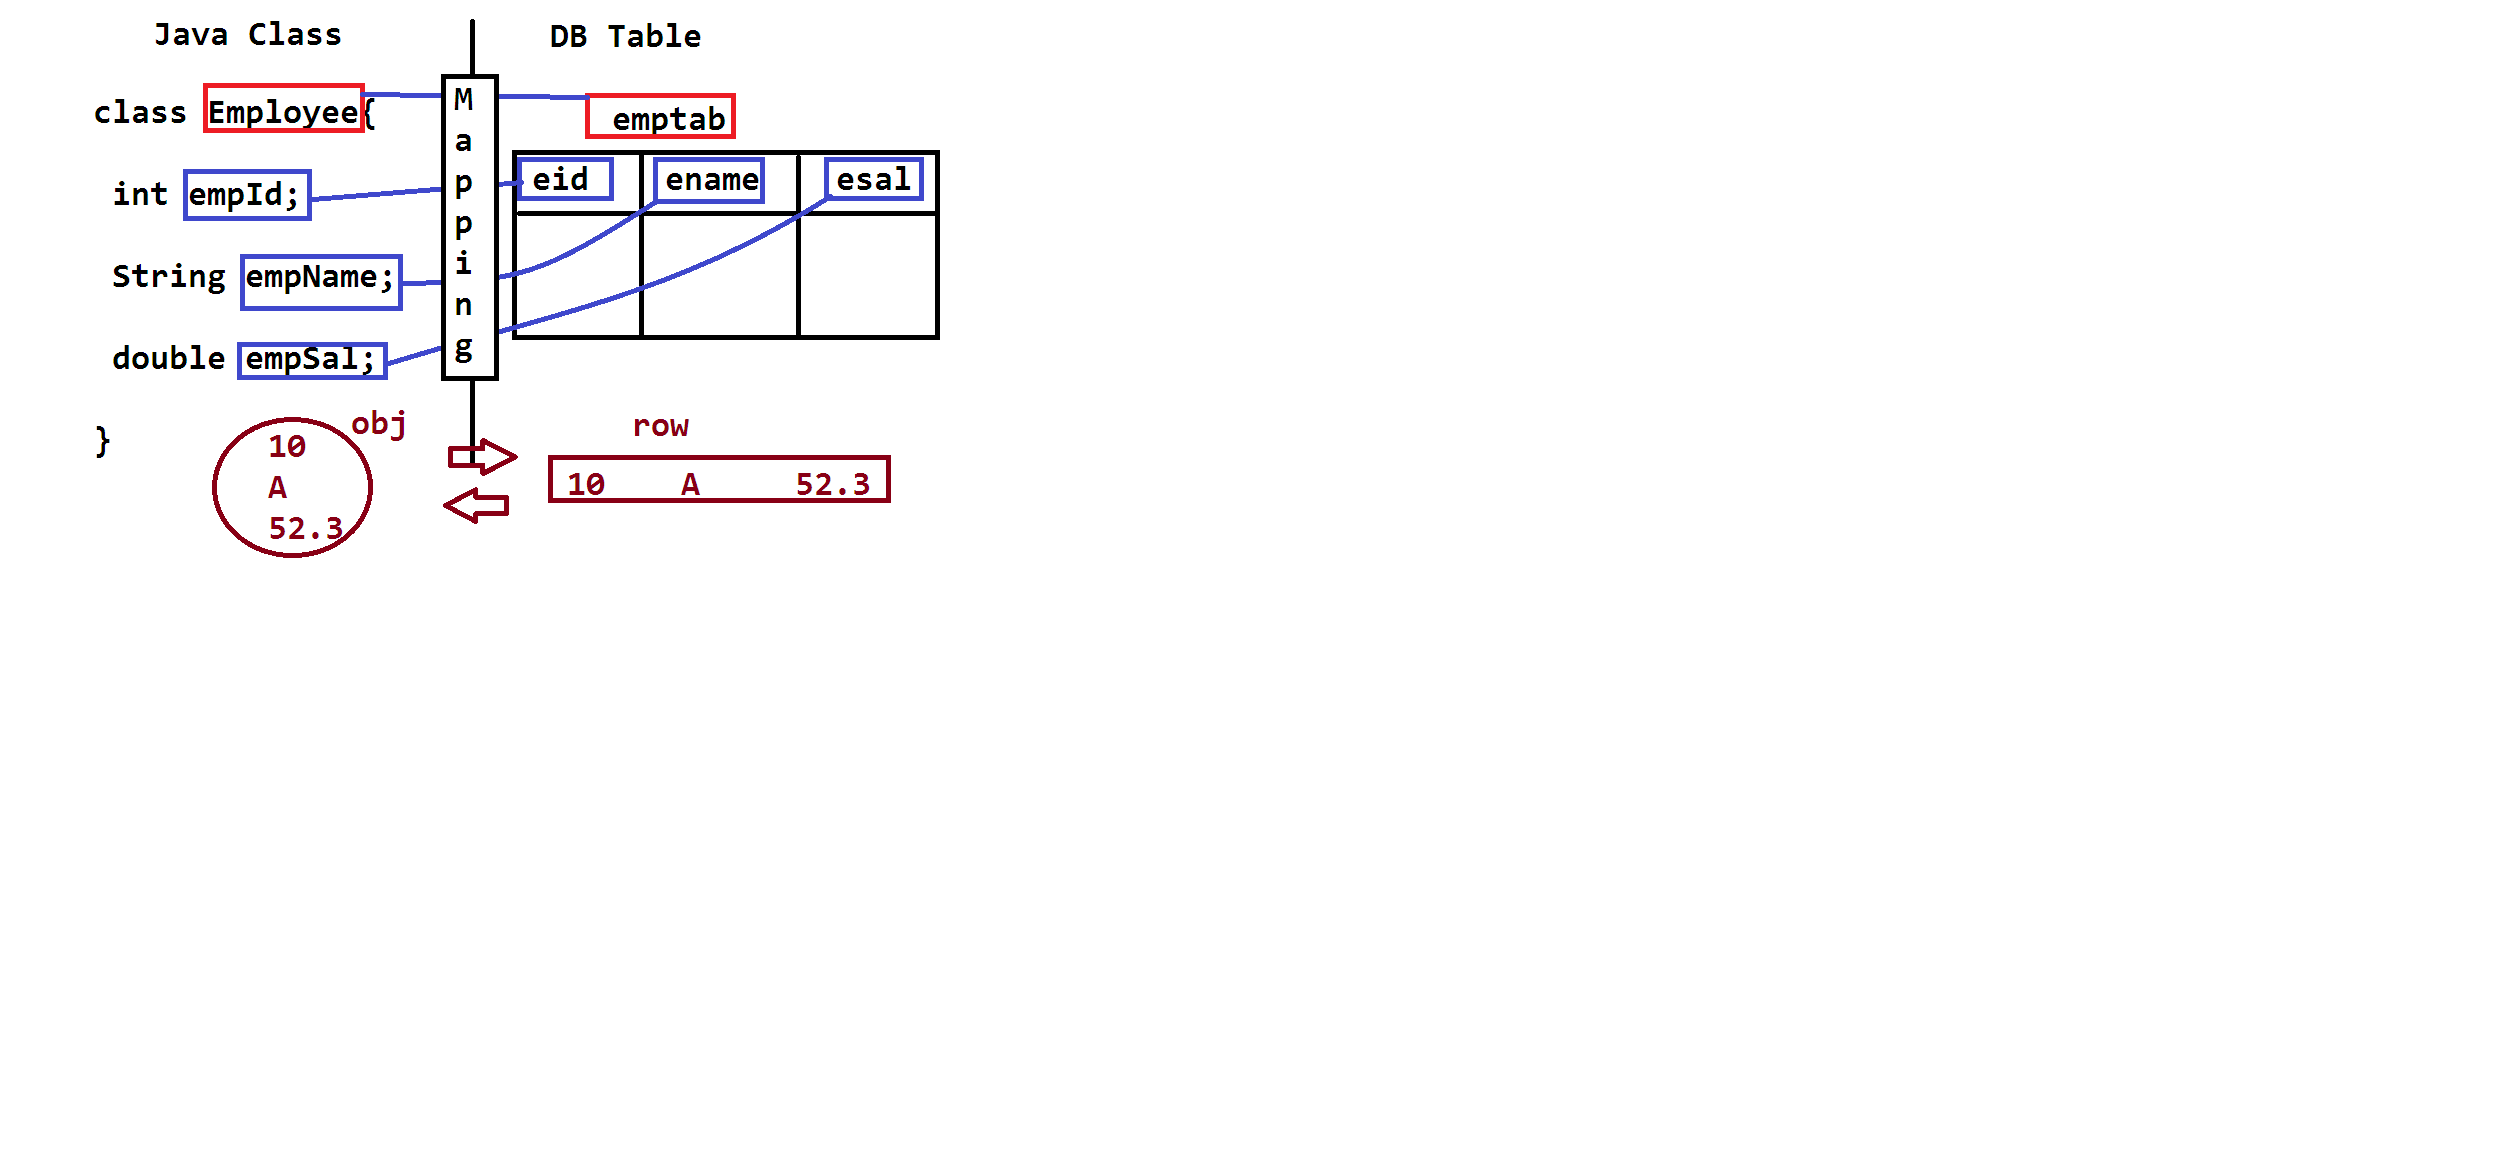 Java Class
DB Table
class Employee{
int empId;
String empName;
double empSal;
}
Mapping
emptab
eid ename esal
obj
10
A
52.3
row
10 A 52.3